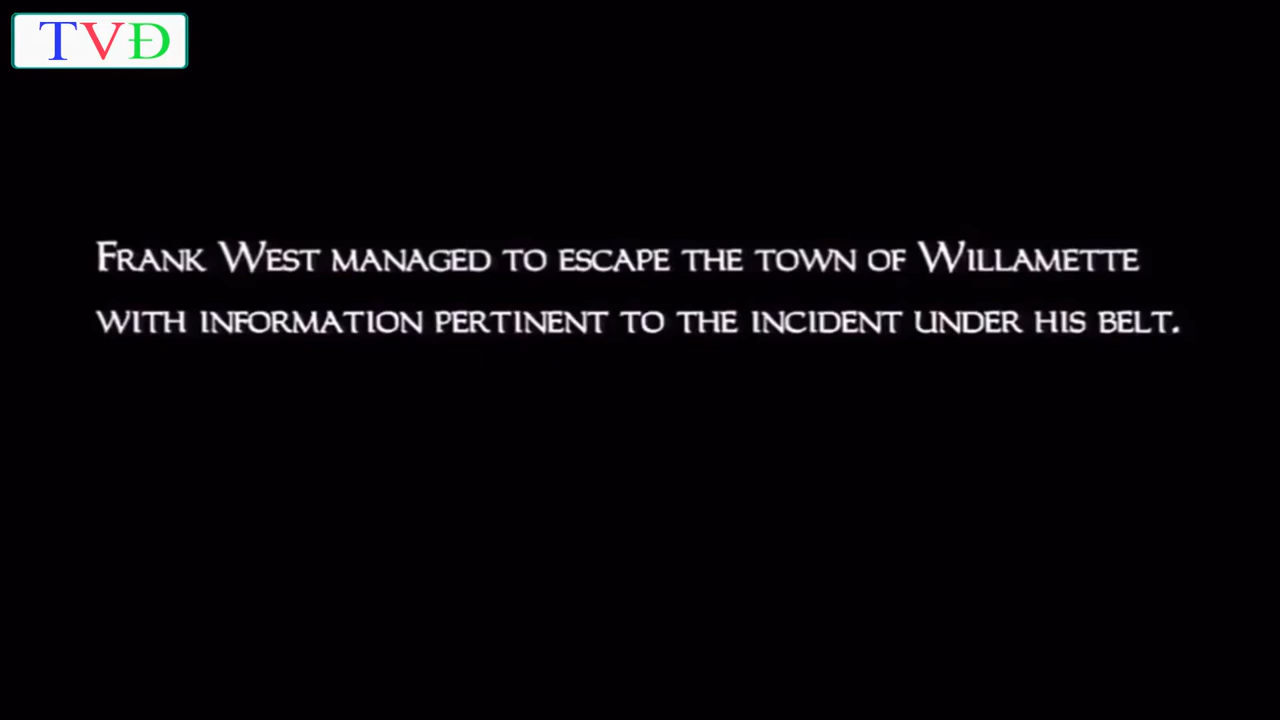 TVĐ
Frank West managed to escape the town of Willamette
with information pertinent to the incident under his belt.